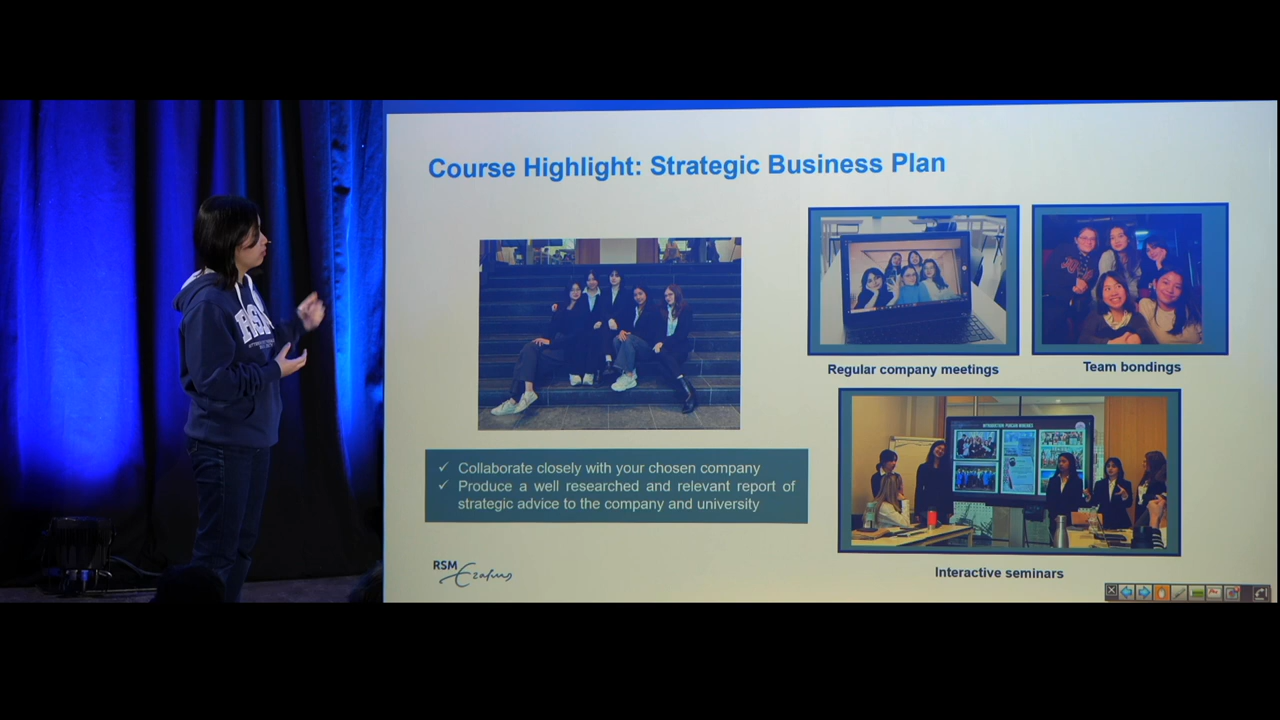 Course Highlight: Strategic Business Plan
Regular company meetings
Team bondings
✓ Collaborate closely with your chosen company
✓ Produce a well researched and relevant report of
strategic advice to the company and university
Interactive seminars
RSM
Erasmus